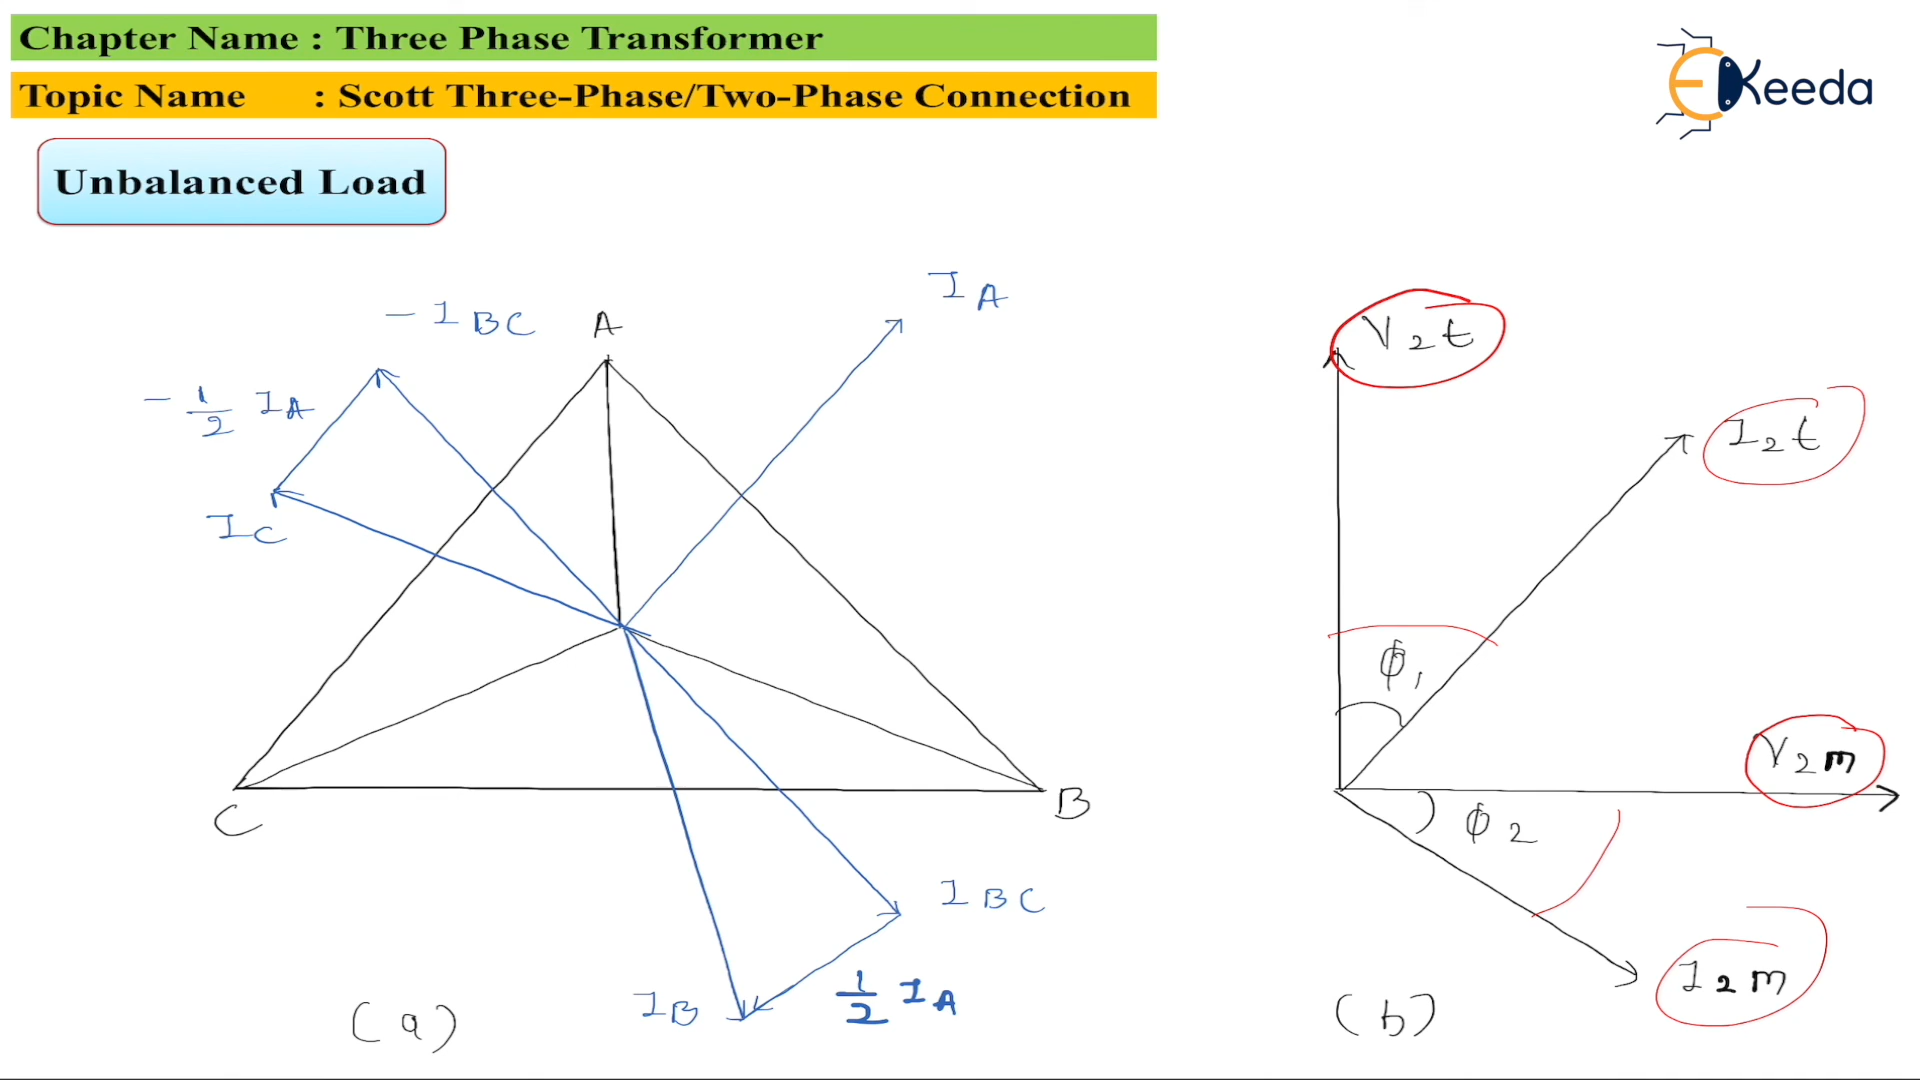 Chapter Name : Three Phase Transformer
Topic Name : Scott Three-Phase/Two-Phase Connection
EKeeda
Unbalanced Load
I A
- I BC
A
V 2 t
- 1/2 I A
I 2 t
I C
ϕ 1
V 2 m
C
B
ϕ 2
I BC
I B
1/2 I A
I 2 m
(a)
(b)